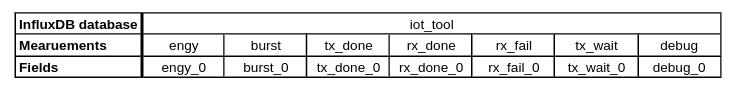 InfluxDB database iot_tool
Mearuements engy burst tx_done rx_done rx_fail tx_wait debug
Fields engy_0 burst_0 tx_done_0 rx_done_0 rx_fail_0 tx_wait_0 debug_0